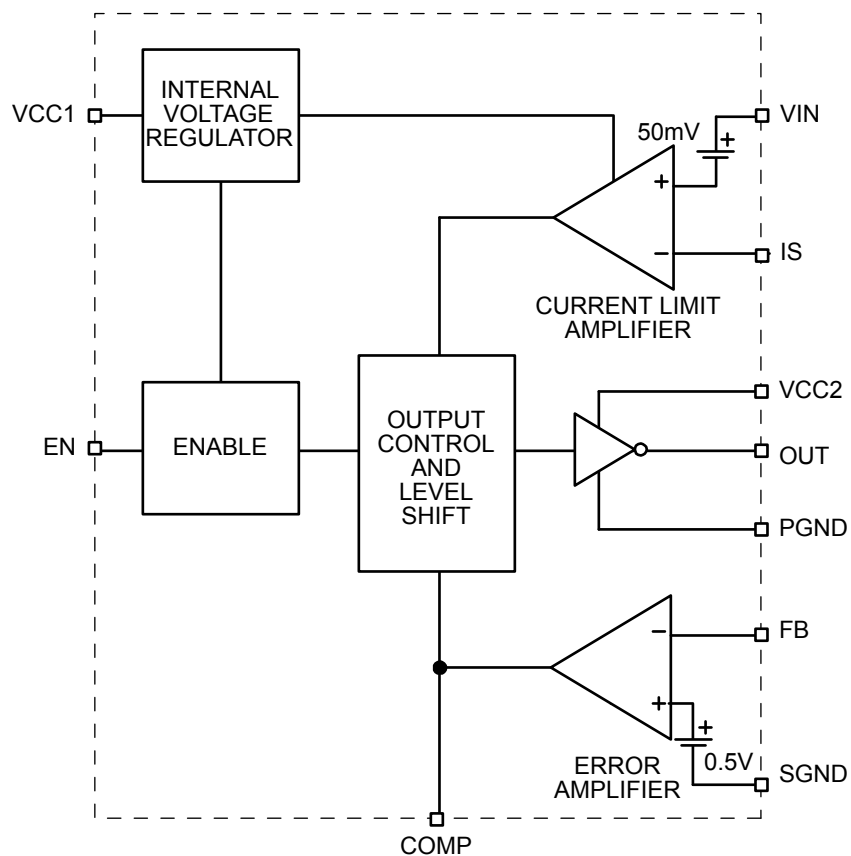 INTERNAL
VOLTAGE
REGULATOR
VCC1
50mV
+
VIN
+
−
IS
CURRENT LIMIT
AMPLIFIER
VCC2
EN
ENABLE
OUTPUT
CONTROL
AND
LEVEL
SHIFT
OUT
PGND
−
FB
+
+
0.5V
ERROR
AMPLIFIER
SGND
COMP